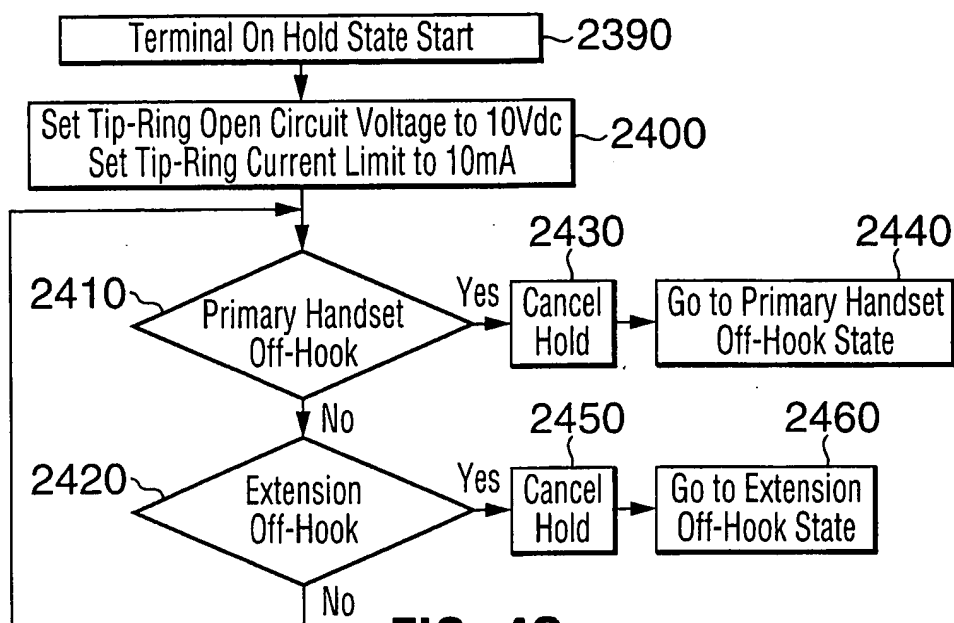 Terminal On Hold State Start
2390
Set Tip-Ring Open Circuit Voltage to 10Vdc
Set Tip-Ring Current Limit to 10mA
2400
2410
Primary Handset
Off-Hook
Yes
2430
Cancel
Hold
2440
Go to Primary Handset
Off-Hook State
No
2420
Extension
Off-Hook
Yes
2450
Cancel
Hold
2460
Go to Extension
Off-Hook State
No